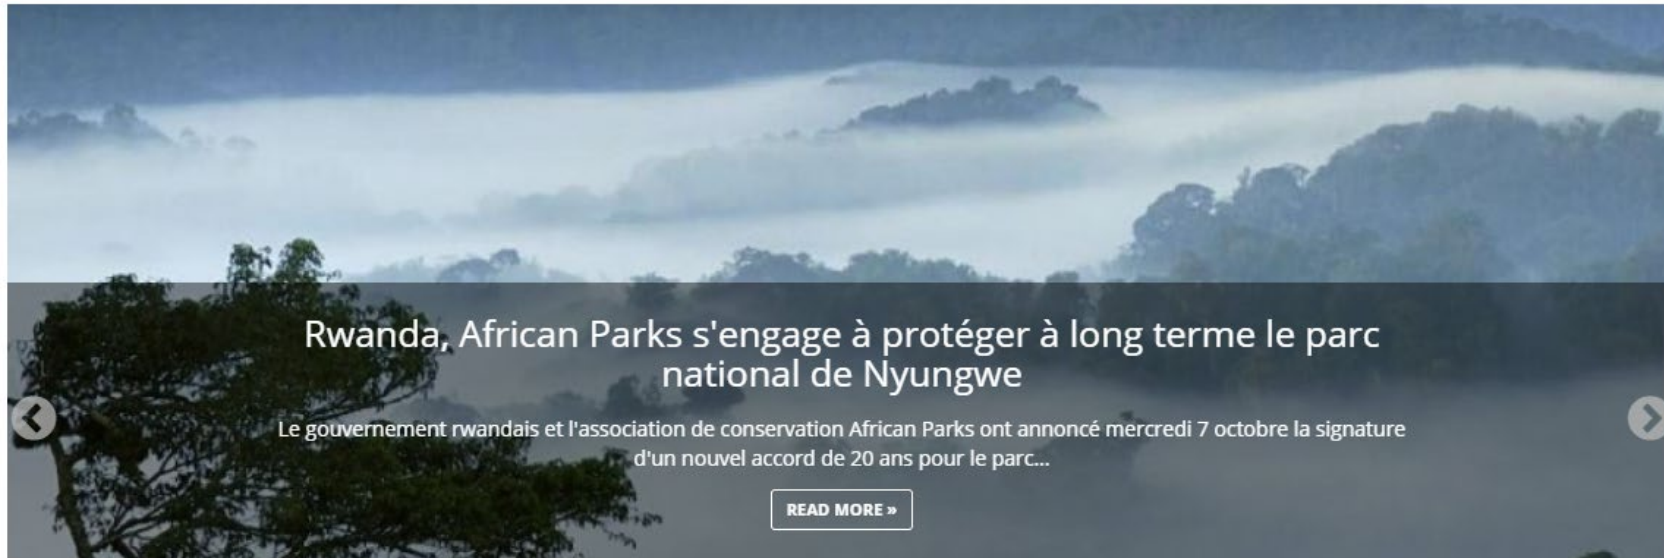 Rwanda, African Parks s'engage à protéger à long terme le parc
national de Nyungwe
Le gouvernement rwandais et l'association de conservation African Parks ont annoncé mercredi 7 octobre la signature
d'un nouvel accord de 20 ans pour le parc...
READ MORE »